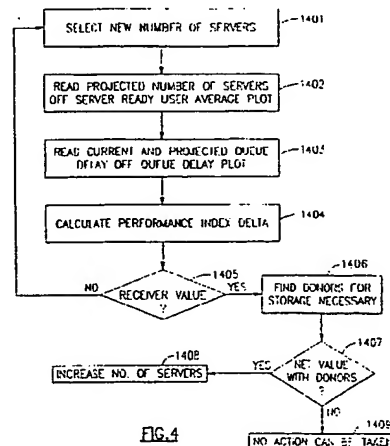 1401
SELECT NEW NUMBER OF SERVERS
1402
READ PROJECTED NUMBER OF SERVERS
OFF SERVER READY USER AVERAGE PLOT
1403
READ CURRENT AND PROJECTED QUEUE
DELAY OFF QUEUE DELAY PLOT
1404
CALCULATE PERFORMANCE INDEX DELTA
1405
NO
RECEIVER VALUE
?
YES
1406
FIND DONORS FOR
STORAGE NECESSARY
1407
1408
INCREASE NO. OF SERVERS
YES
NET VALUE
WITH DONORS
?
NO
1409
NO ACTION CAN BE TAKEN
FIG.4